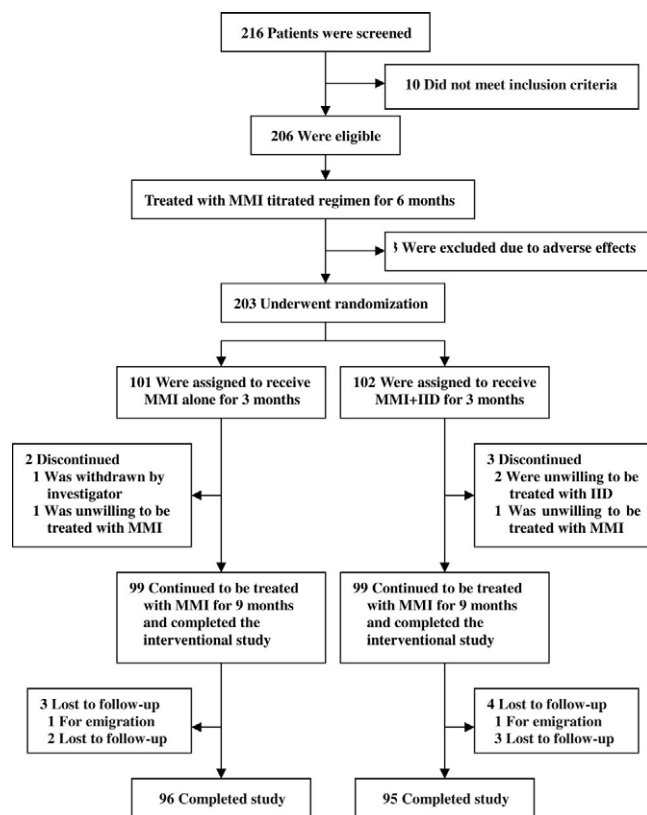 216 Patients were screened
10 Did not meet inclusion criteria
206 Were eligible
Treated with MMI titrated regimen for 6 months
3 Were excluded due to adverse effects
203 Underwent randomization
101 Were assigned to receive
MMI alone for 3 months
102 Were assigned to receive
MMI+IID for 3 months
2 Discontinued
1 Was withdrawn by
investigator
1 Was unwilling to be
treated with MMI
3 Discontinued
2 Were unwilling to be
treated with IID
1 Was unwilling to be
treated with MMI
99 Continued to be treated
with MMI for 9 months
and completed the
interventional study
99 Continued to be treated
with MMI for 9 months
and completed the
interventional study
3 Lost to follow-up
1 For emigration
2 Lost to follow-up
4 Lost to follow-up
1 For emigration
3 Lost to follow-up
96 Completed study
95 Completed study